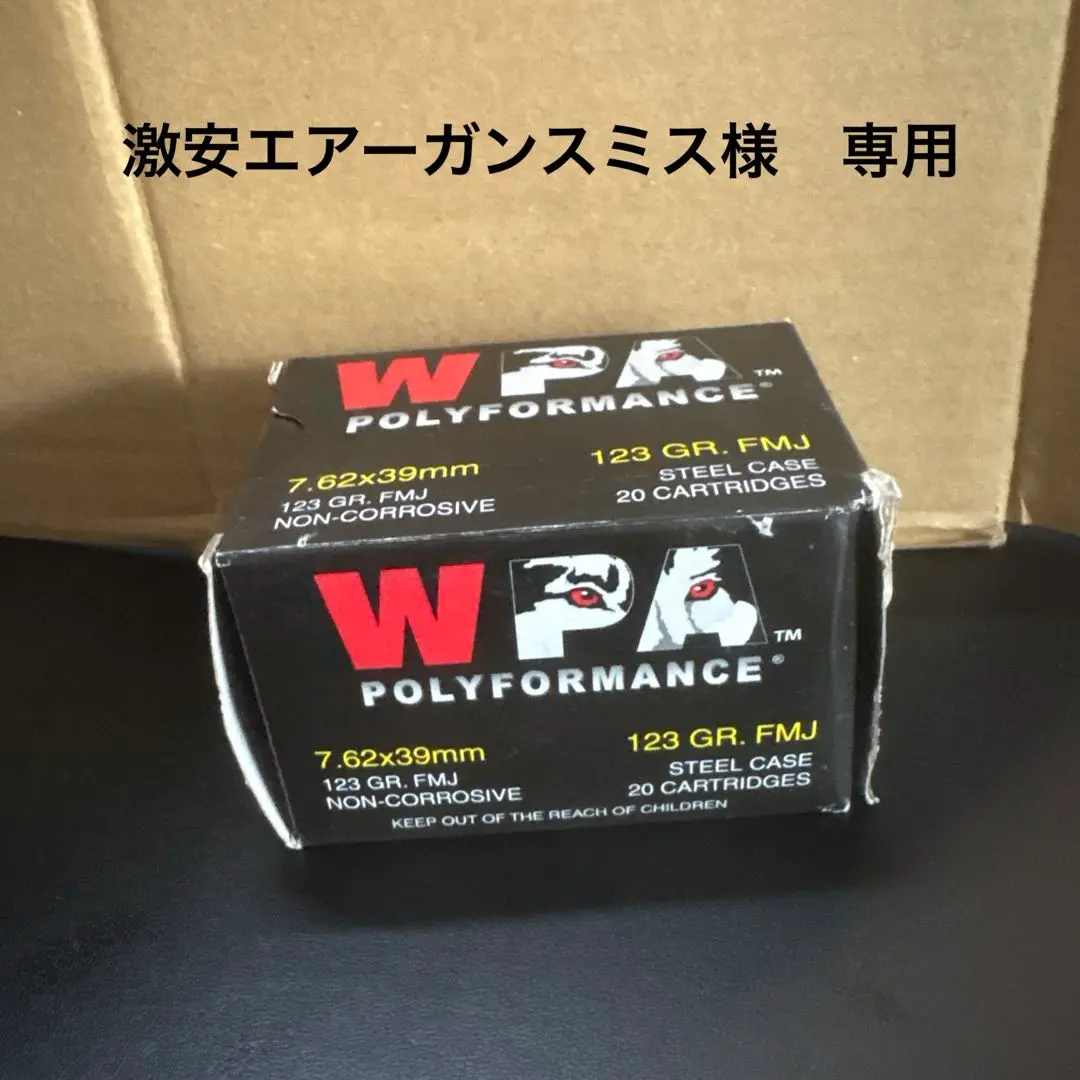 激安エアーガンスミス様　専用
WPA™
POLYFORMANCE®
7.62x39mm
123 GR. FMJ
NON-CORROSIVE
123 GR. FMJ
STEEL CASE
20 CARTRIDGES
WPA™
POLYFORMANCE®
7.62x39mm
123 GR. FMJ
NON-CORROSIVE
123 GR. FMJ
STEEL CASE
20 CARTRIDGES
KEEP OUT OF THE REACH OF CHILDREN